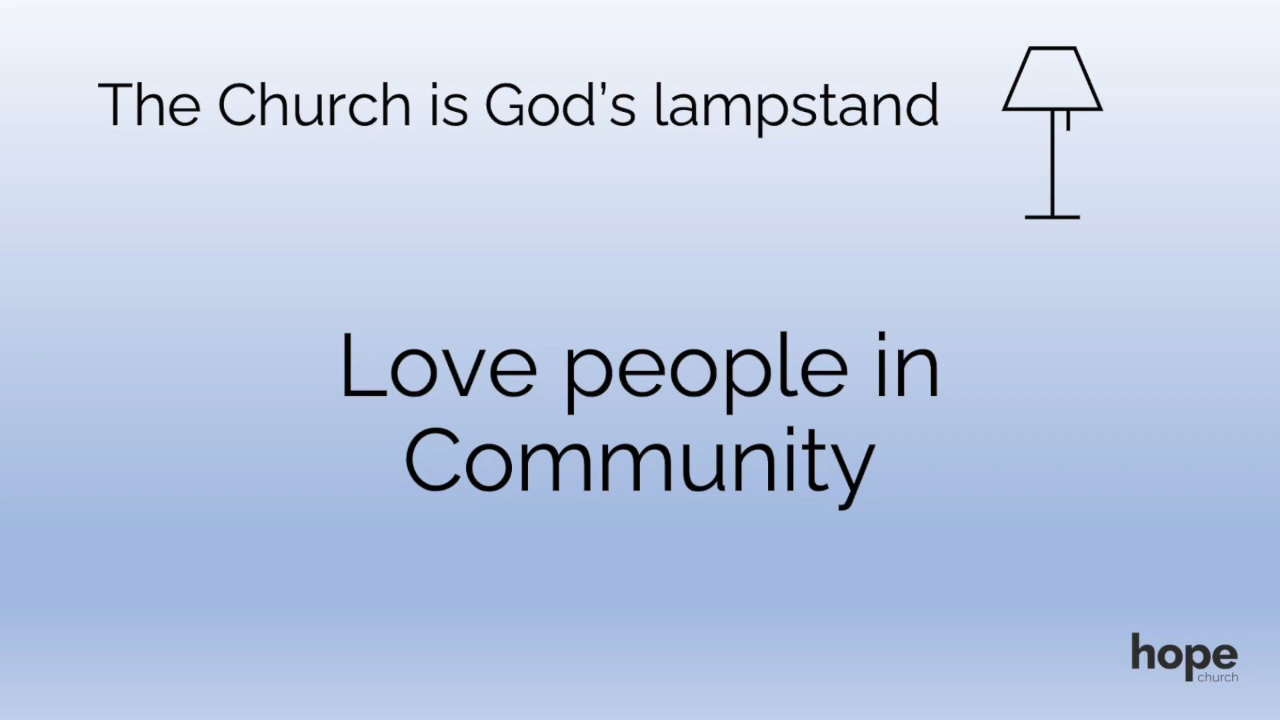 The Church is God's lampstand
Love people in
Community
hope
church